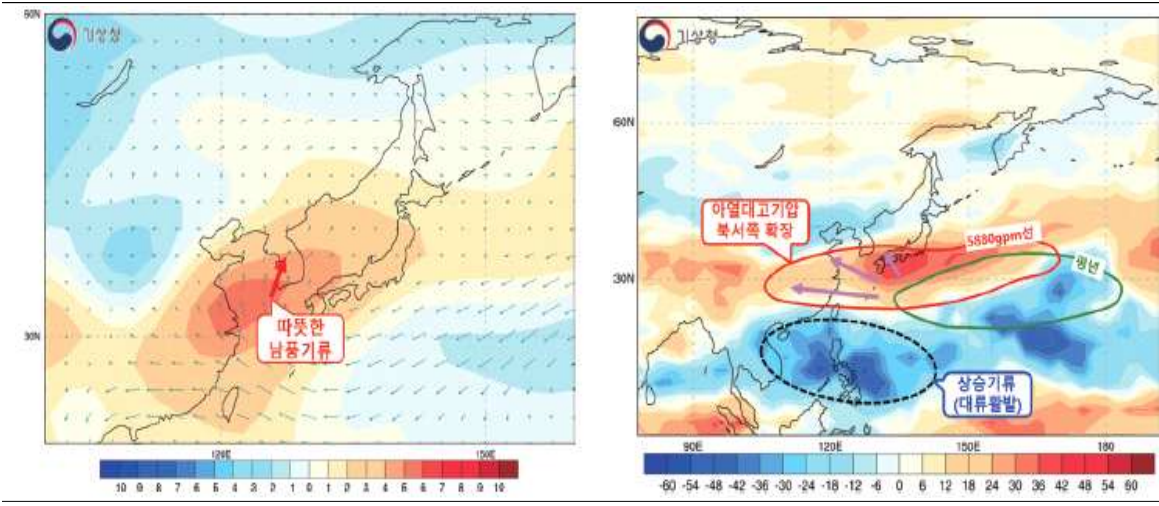 60N
기상청
따뜻한
남풍기류
30N
120E
150E
10 9 8 7 6 5 4 3 2 1 0 1 2 3 4 5 6 7 8 9 10
기상청
60N
아열대고기압
북서쪽 확장
5880gpm선
평년
30N
상승기류
(대류활발)
90E
120E
150E
180
-60 -54 -48 -42 -36 -30 -24 -18 -12 -6 0 6 12 18 24 30 36 42 48 54 60